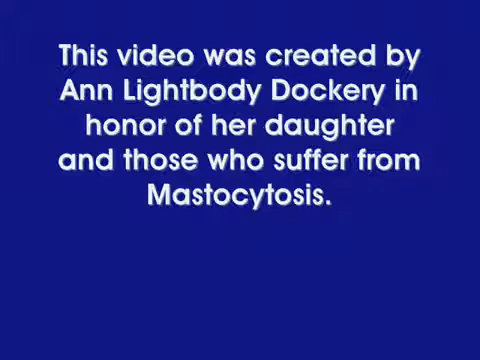 This video was created by
Ann Lightbody Dockery in
honor of her daughter
and those who suffer from
Mastocytosis.